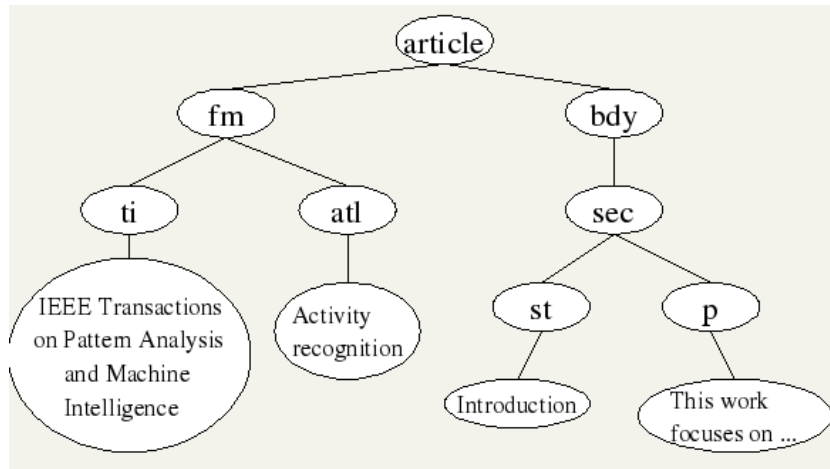 article
fm
bdy
ti
atl
sec
IEEE Transactions
on Pattern Analysis
and Machine
Intelligence
Activity
recognition
st
p
Introduction
This work
focuses on ...